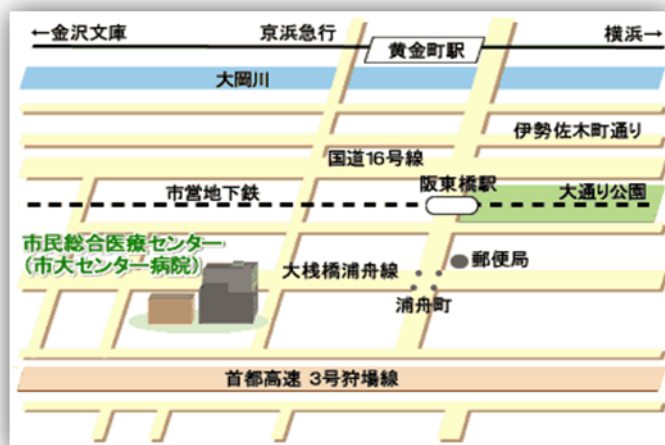 ←金沢文庫
京浜急行
横浜→
黄金町駅
大岡川
伊勢佐木町通り
国道16号線
阪東橋駅
市営地下鉄
大通り公園
市民総合医療センター
(市大センター病院)
大桟橋浦舟線
郵便局
浦舟町
首都高速 3号狩場線